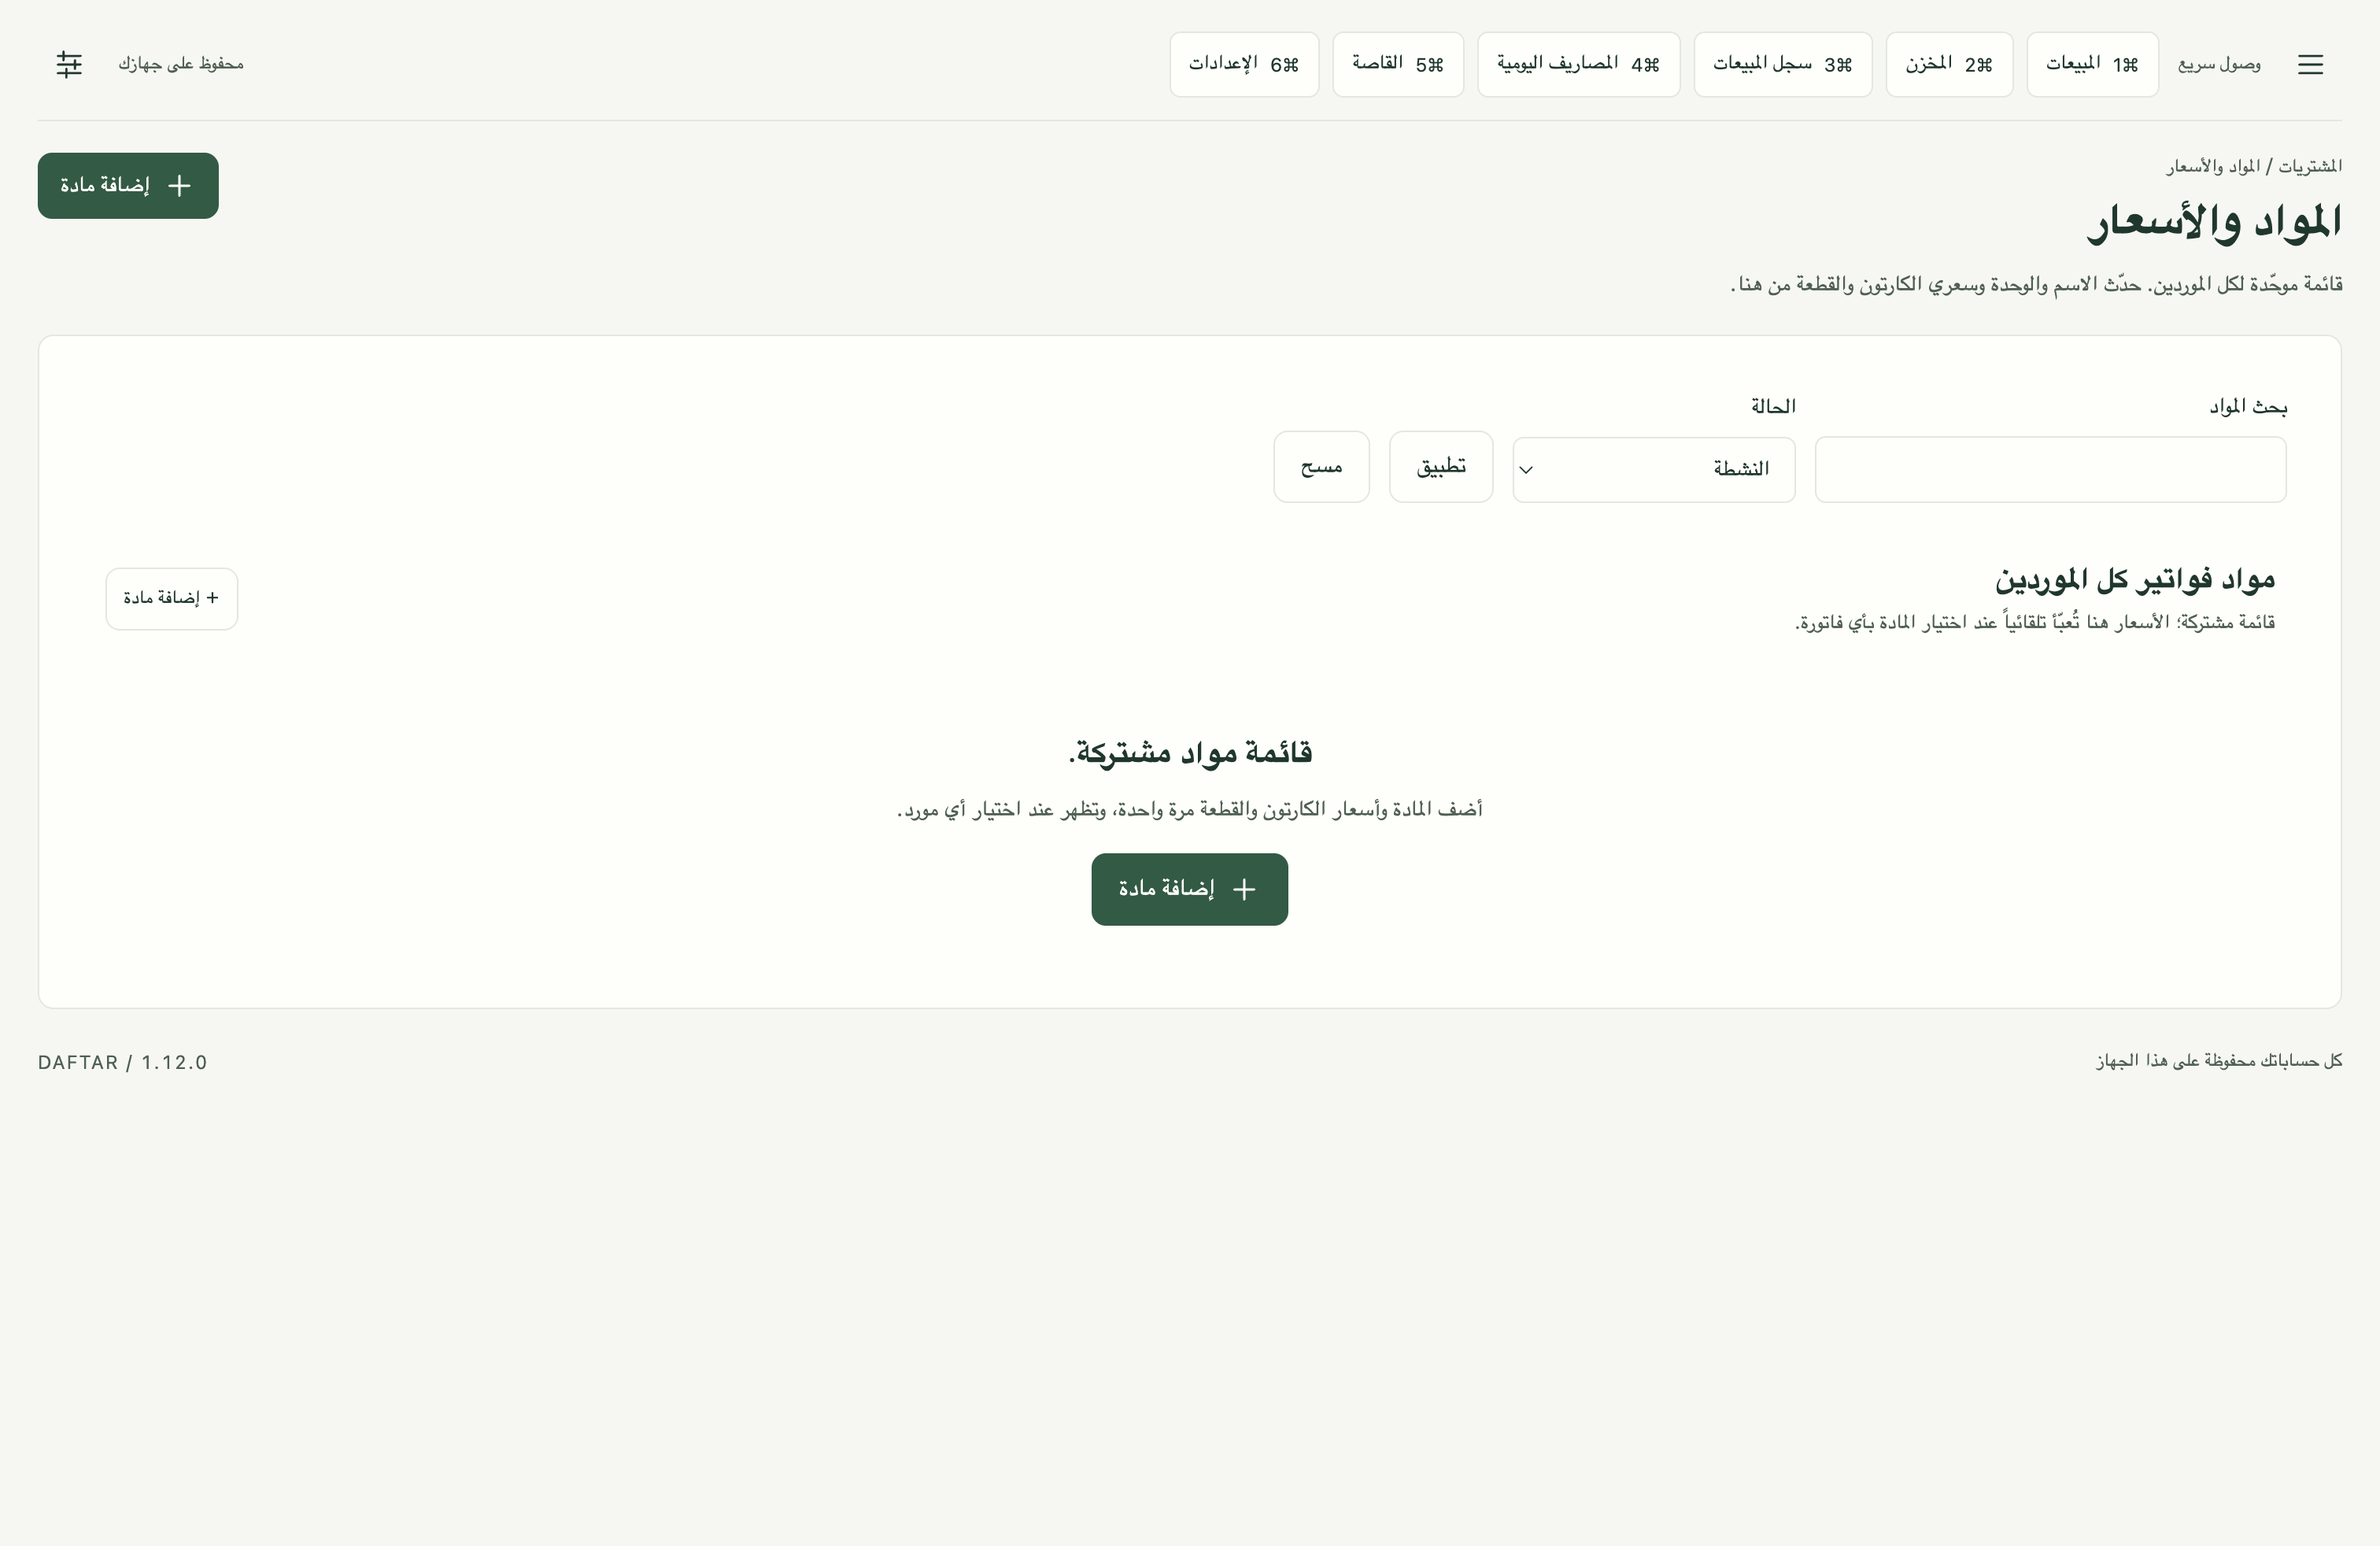 وصول سريع
⌘1 المبيعات
⌘2 المخزن
⌘3 سجل المبيعات
⌘4 المصاريف اليومية
⌘5 القاصة
⌘6 الإعدادات
محفوظ على جهازك
المشتريات / المواد والأسعار
المواد والأسعار
قائمة موحّدة لكل الموردين. حدّث الاسم والوحدة وسعري الكارتون والقطعة من هنا.
+ إضافة مادة
بحث المواد
الحالة
النشطة
تطبيق
مسح
مواد فواتير كل الموردين
قائمة مشتركة؛ الأسعار هنا تُعبّأ تلقائياً عند اختيار المادة بأي فاتورة.
+ إضافة مادة
قائمة مواد مشتركة.
أضف المادة وأسعار الكارتون والقطعة مرة واحدة، وتظهر عند اختيار أي مورد.
+ إضافة مادة
كل حساباتك محفوظة على هذا الجهاز
DAFTAR / 1.12.0